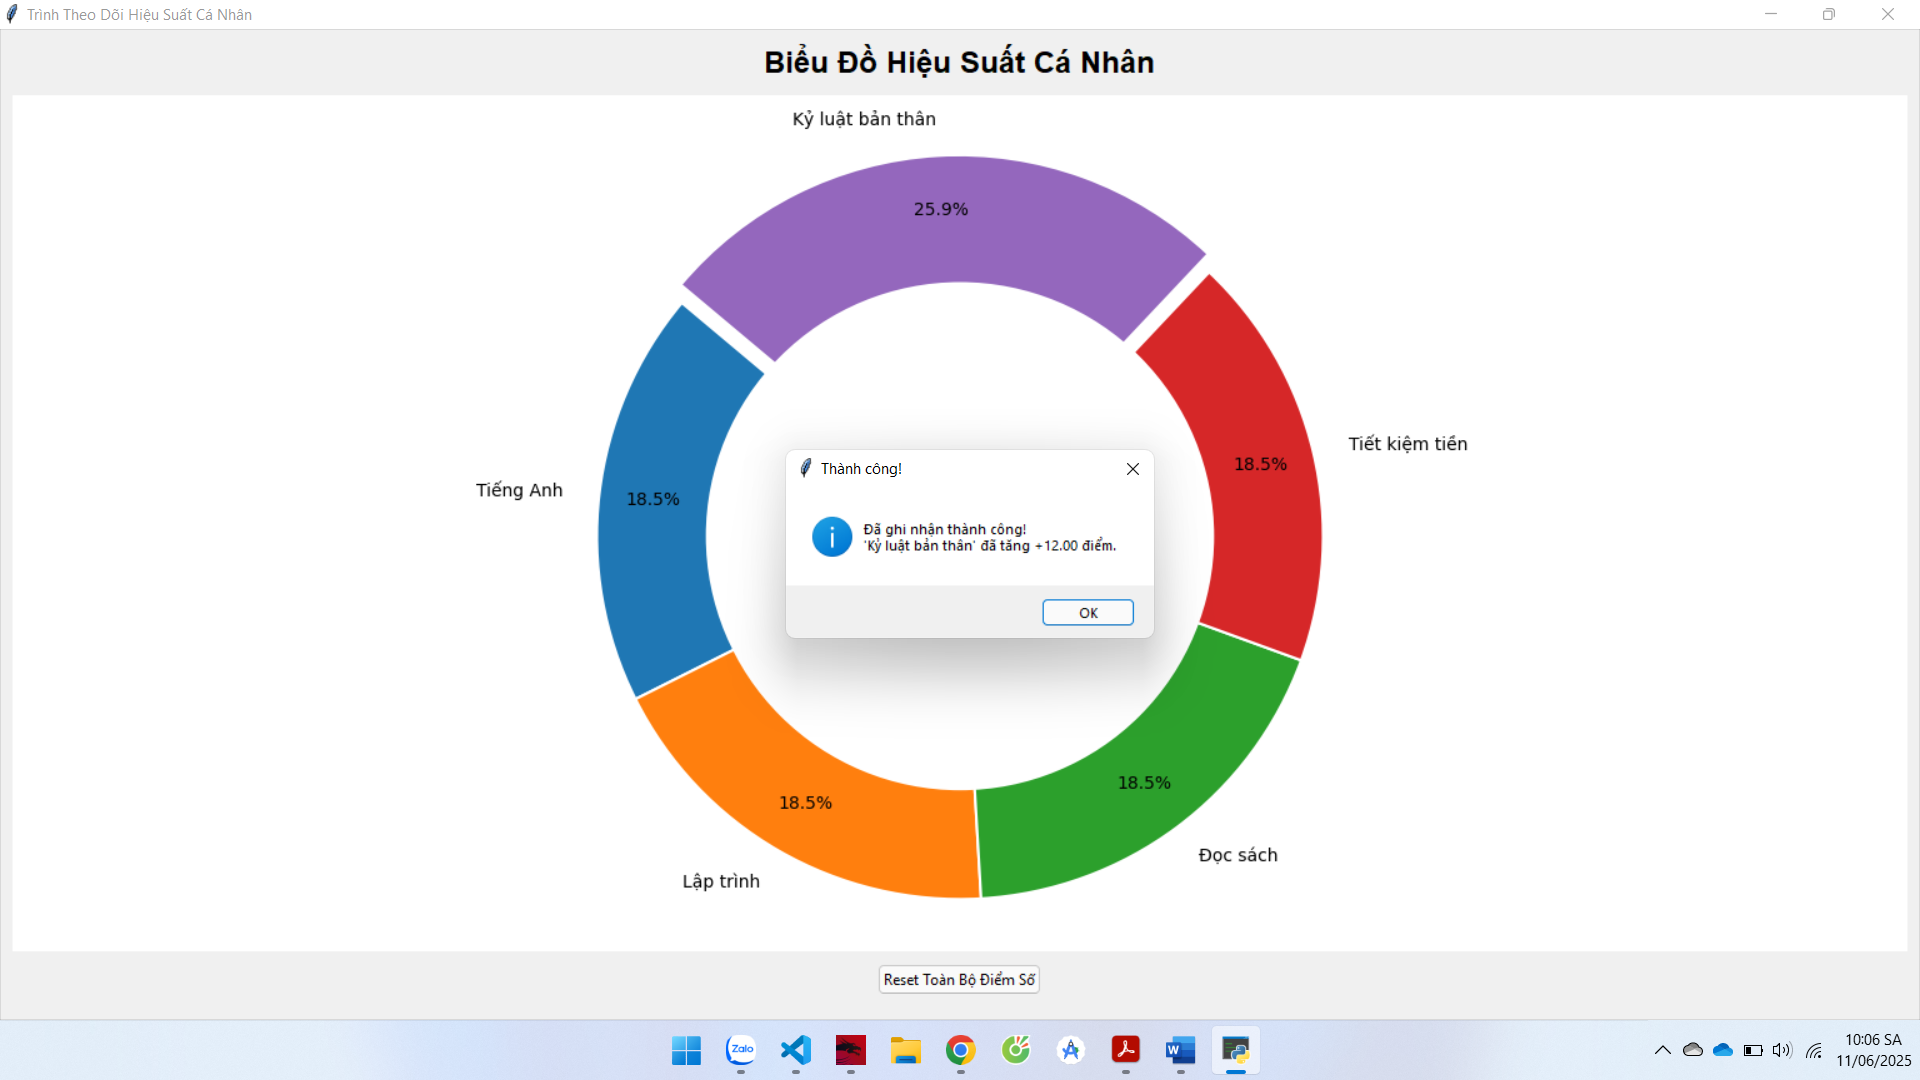 Trình Theo Dõi Hiệu Suất Cá Nhân
Biểu Đồ Hiệu Suất Cá Nhân
Kỷ luật bản thân
25.9%
Tiết kiệm tiền
18.5%
Tiếng Anh
18.5%
Thành công!
Đã ghi nhận thành công!
'Kỷ luật bản thân' đã tăng +12.00 điểm.
OK
18.5%
18.5%
Đọc sách
Lập trình
Reset Toàn Bộ Điểm Số
Zalo
W
10:06 SA
11/06/2025